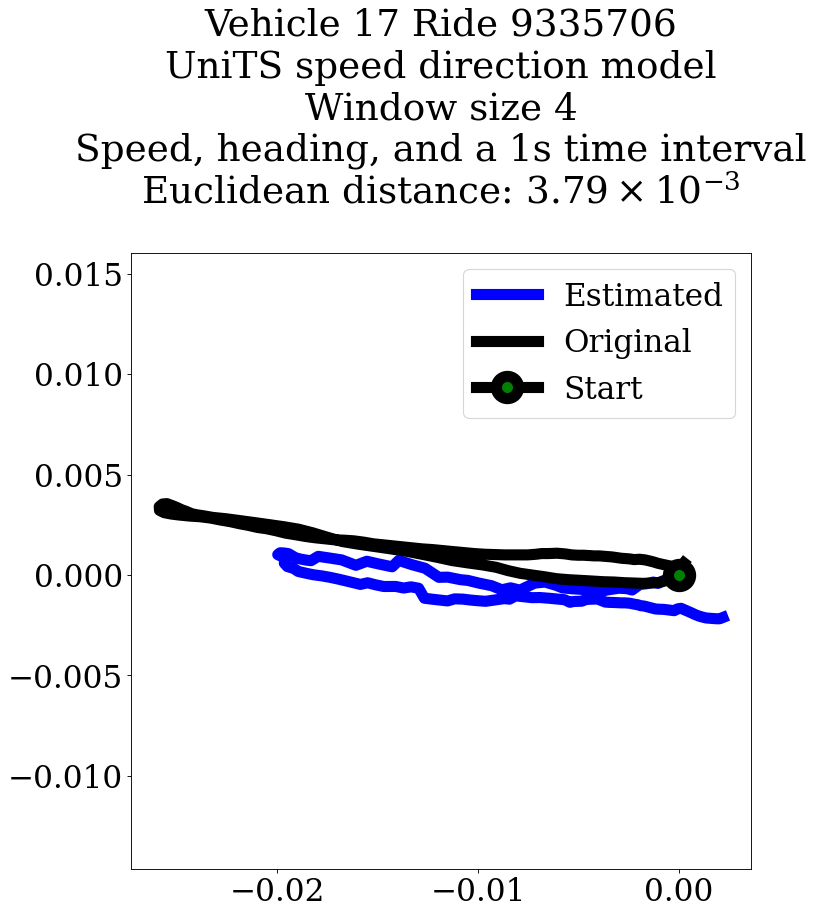 Vehicle 17 Ride 9335706
UniTS speed direction model
Window size 4
Speed, heading, and a 1s time interval
Euclidean distance: 3.79 × 10⁻³
Estimated
Original
Start
0.015
0.010
0.005
0.000
−0.005
−0.010
−0.02 −0.01 0.00